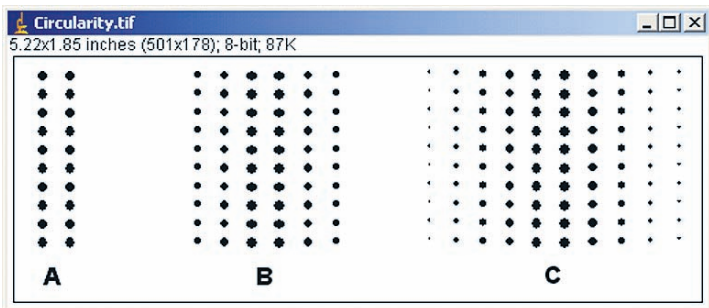 Circularity.tif
5.22x1.85 inches (501x178); 8-bit; 87K
A B C